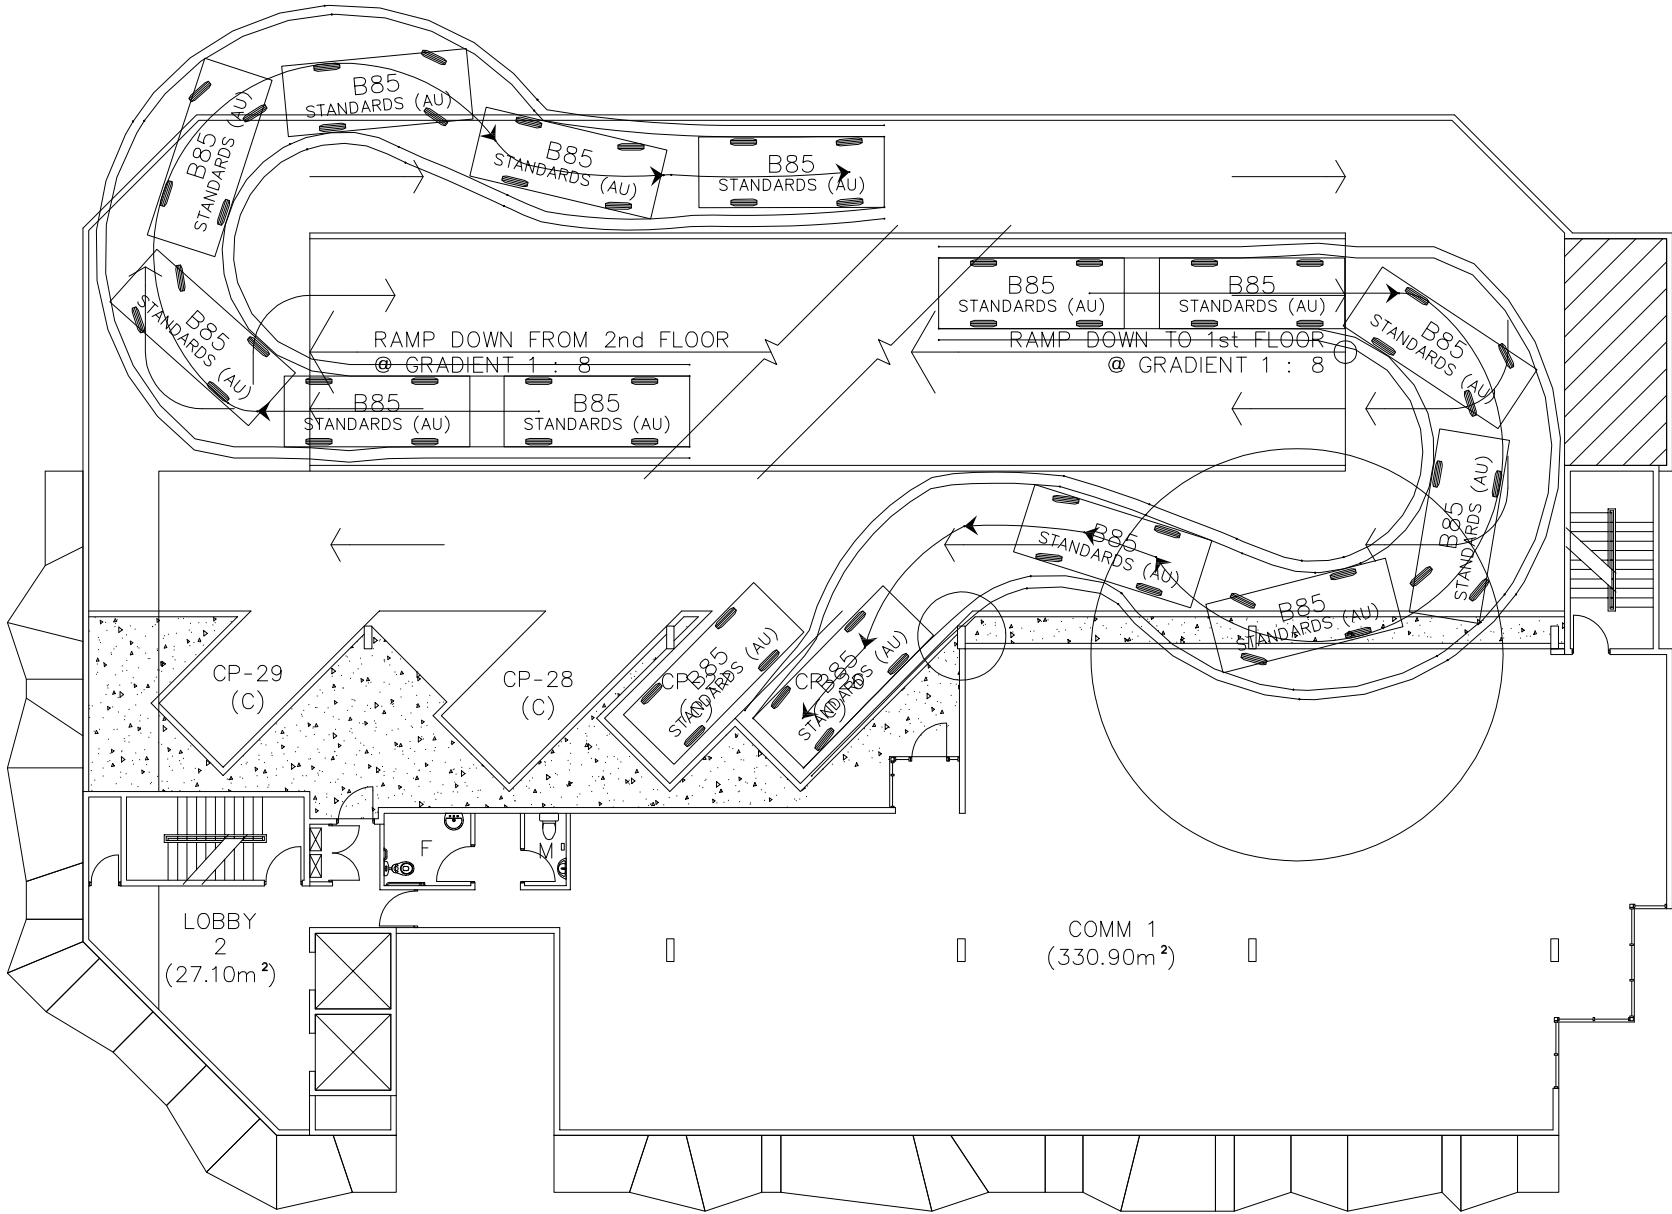 B85
STANDARDS (AU)
B85
STANDARDS (AU)
B85
STANDARDS (AU)
B85
STANDARDS (AU)
B85
STANDARDS (AU)
B85
STANDARDS (AU)
B85
STANDARDS (AU)
B85
STANDARDS (AU)
RAMP DOWN FROM 2nd FLOOR
@ GRADIENT 1 : 8
RAMP DOWN TO 1st FLOOR
@ GRADIENT 1 : 8
B85
STANDARDS (AU)
B85
STANDARDS (AU)
B85
STANDARDS (AU)
B85
STANDARDS (AU)
B85
STANDARDS (AU)
CP-29
(C)
CP-28
(C)
B85
STANDARDS (AU)
B85
STANDARDS (AU)
F
M
LOBBY
2
(27.10m²)
COMM 1
(330.90m²)